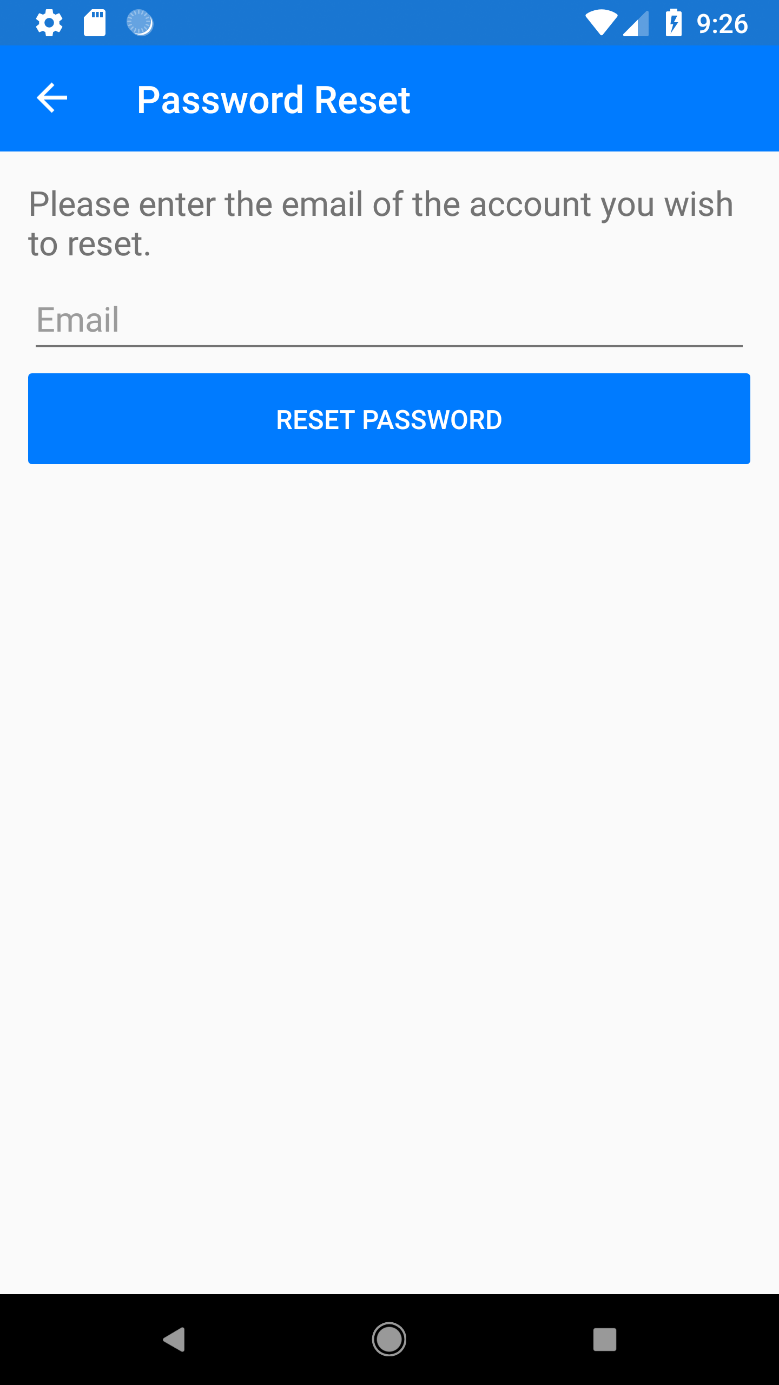 9:26
Password Reset
Please enter the email of the account you wish
to reset.
Email
RESET PASSWORD